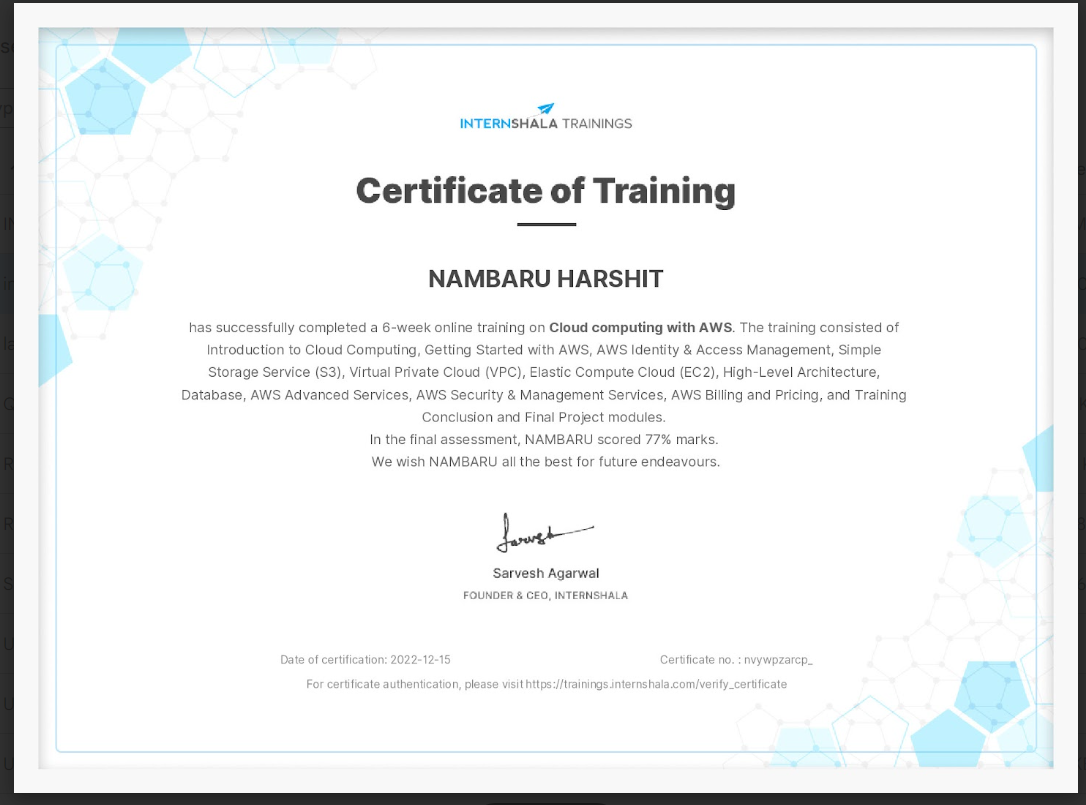 INTERNSHALA TRAININGS
Certificate of Training
NAMBARU HARSHIT
has successfully completed a 6-week online training on Cloud computing with AWS. The training consisted of
Introduction to Cloud Computing, Getting Started with AWS, AWS Identity & Access Management, Simple
Storage Service (S3), Virtual Private Cloud (VPC), Elastic Compute Cloud (EC2), High-Level Architecture,
Database, AWS Advanced Services, AWS Security & Management Services, AWS Billing and Pricing, and Training
Conclusion and Final Project modules.
In the final assessment, NAMBARU scored 77% marks.
We wish NAMBARU all the best for future endeavours.
Sarvesh Agarwal
FOUNDER & CEO, INTERNSHALA
Date of certification: 2022-12-15
Certificate no. : nvywpzarcp_
For certificate authentication, please visit https://trainings.internshala.com/verify_certificate